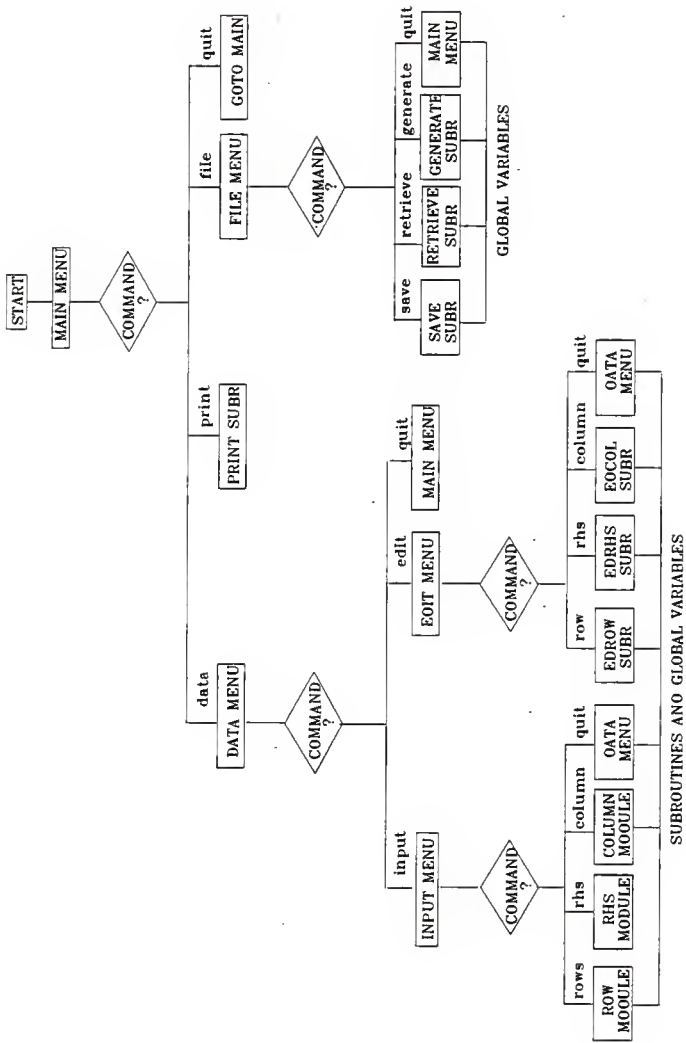 START
MAIN MENU
COMMAND
?
data
print
file
quit
DATA MENU
PRINT SUBR
FILE MENU
GOTO MAIN
COMMAND
?
COMMAND
?
input
edit
quit
INPUT MENU
EOIT MENU
MAIN MENU
save
retrieve
generate
quit
SAVE
SUBR
RETRIEVE
SUBR
GENERATE
SUBR
MAIN
MENU
GLOBAL VARIABLES
COMMAND
?
COMMAND
?
rows
rhs
column
quit
ROW
MOOULE
RHS
MODULE
COLUMN
MOOULE
OATA
MENU
row
rhs
column
quit
EDROW
SUBR
EDRHS
SUBR
EOCOL
SUBR
OATA
MENU
SUBROUTINES ANO GLOBAL VARIABLES